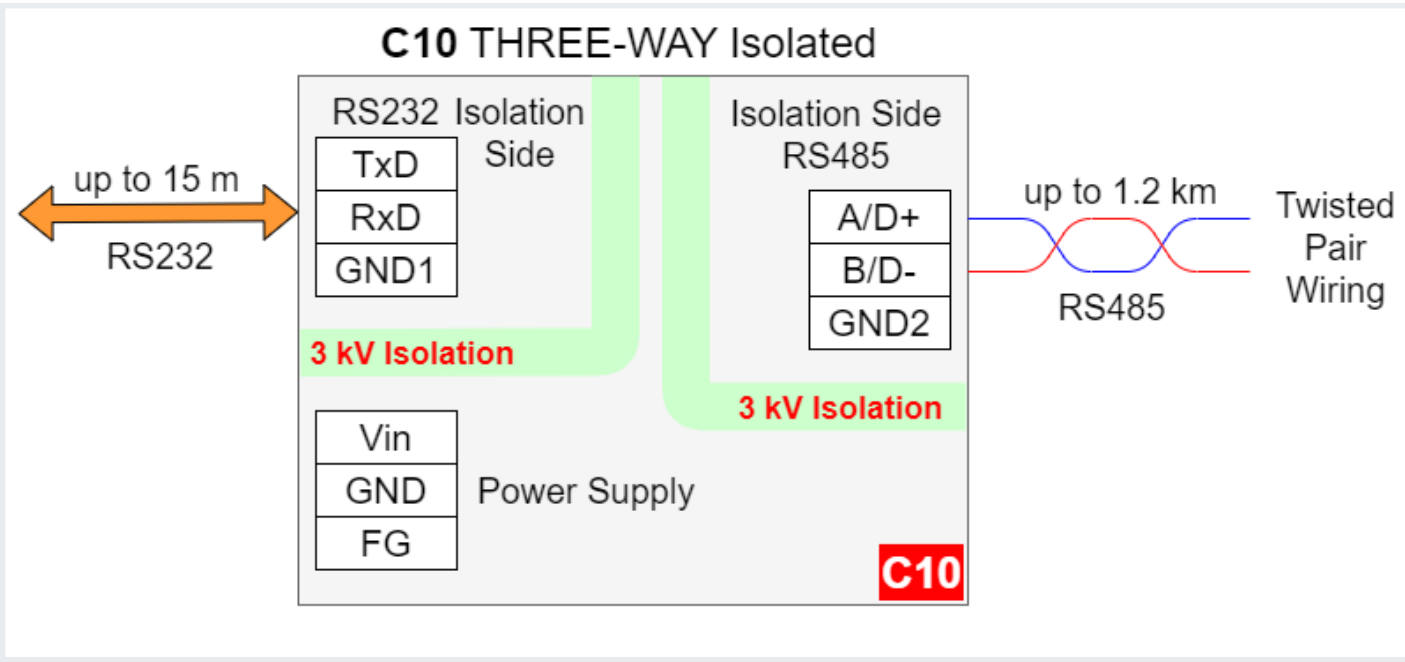 C10 THREE-WAY Isolated
RS232 Isolation
Side
TxD
RxD
GND1
up to 15 m
RS232
3 kV Isolation
Isolation Side
RS485
A/D+
B/D-
GND2
up to 1.2 km
RS485
Twisted
Pair
Wiring
3 kV Isolation
Vin
GND
FG
Power Supply
C10